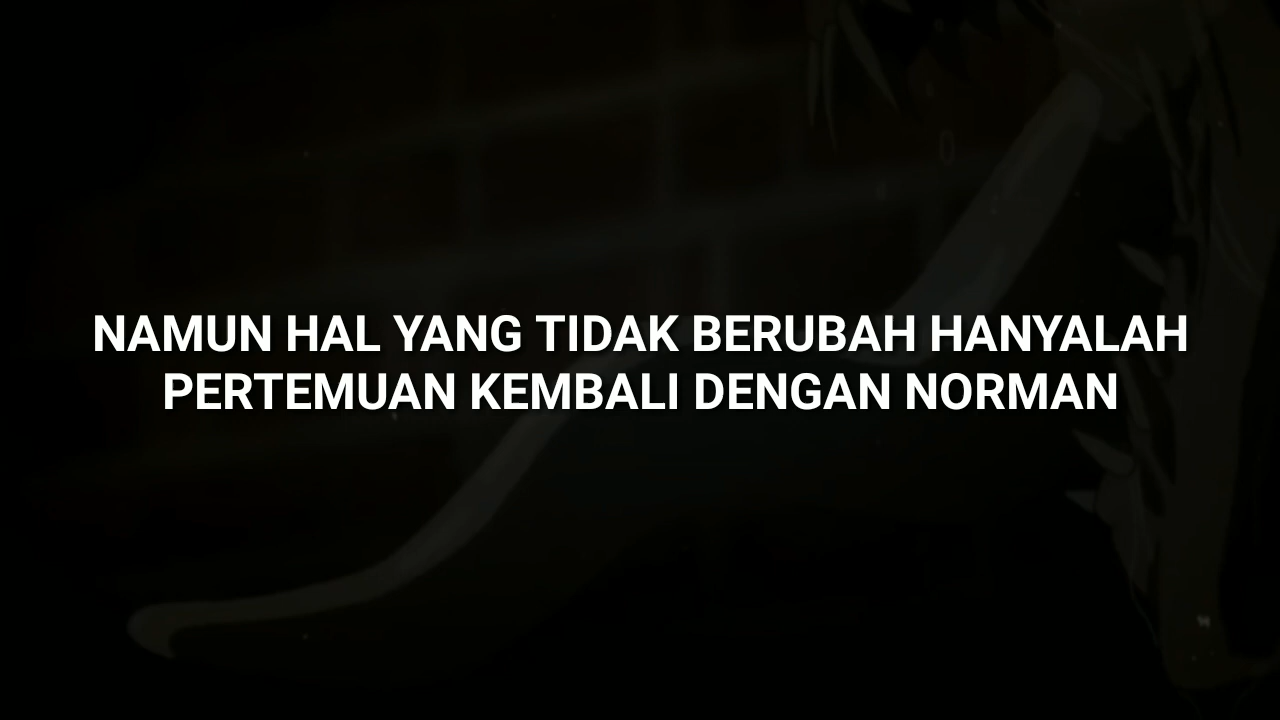 NAMUN HAL YANG TIDAK BERUBAH HANYALAH
PERTEMUAN KEMBALI DENGAN NORMAN